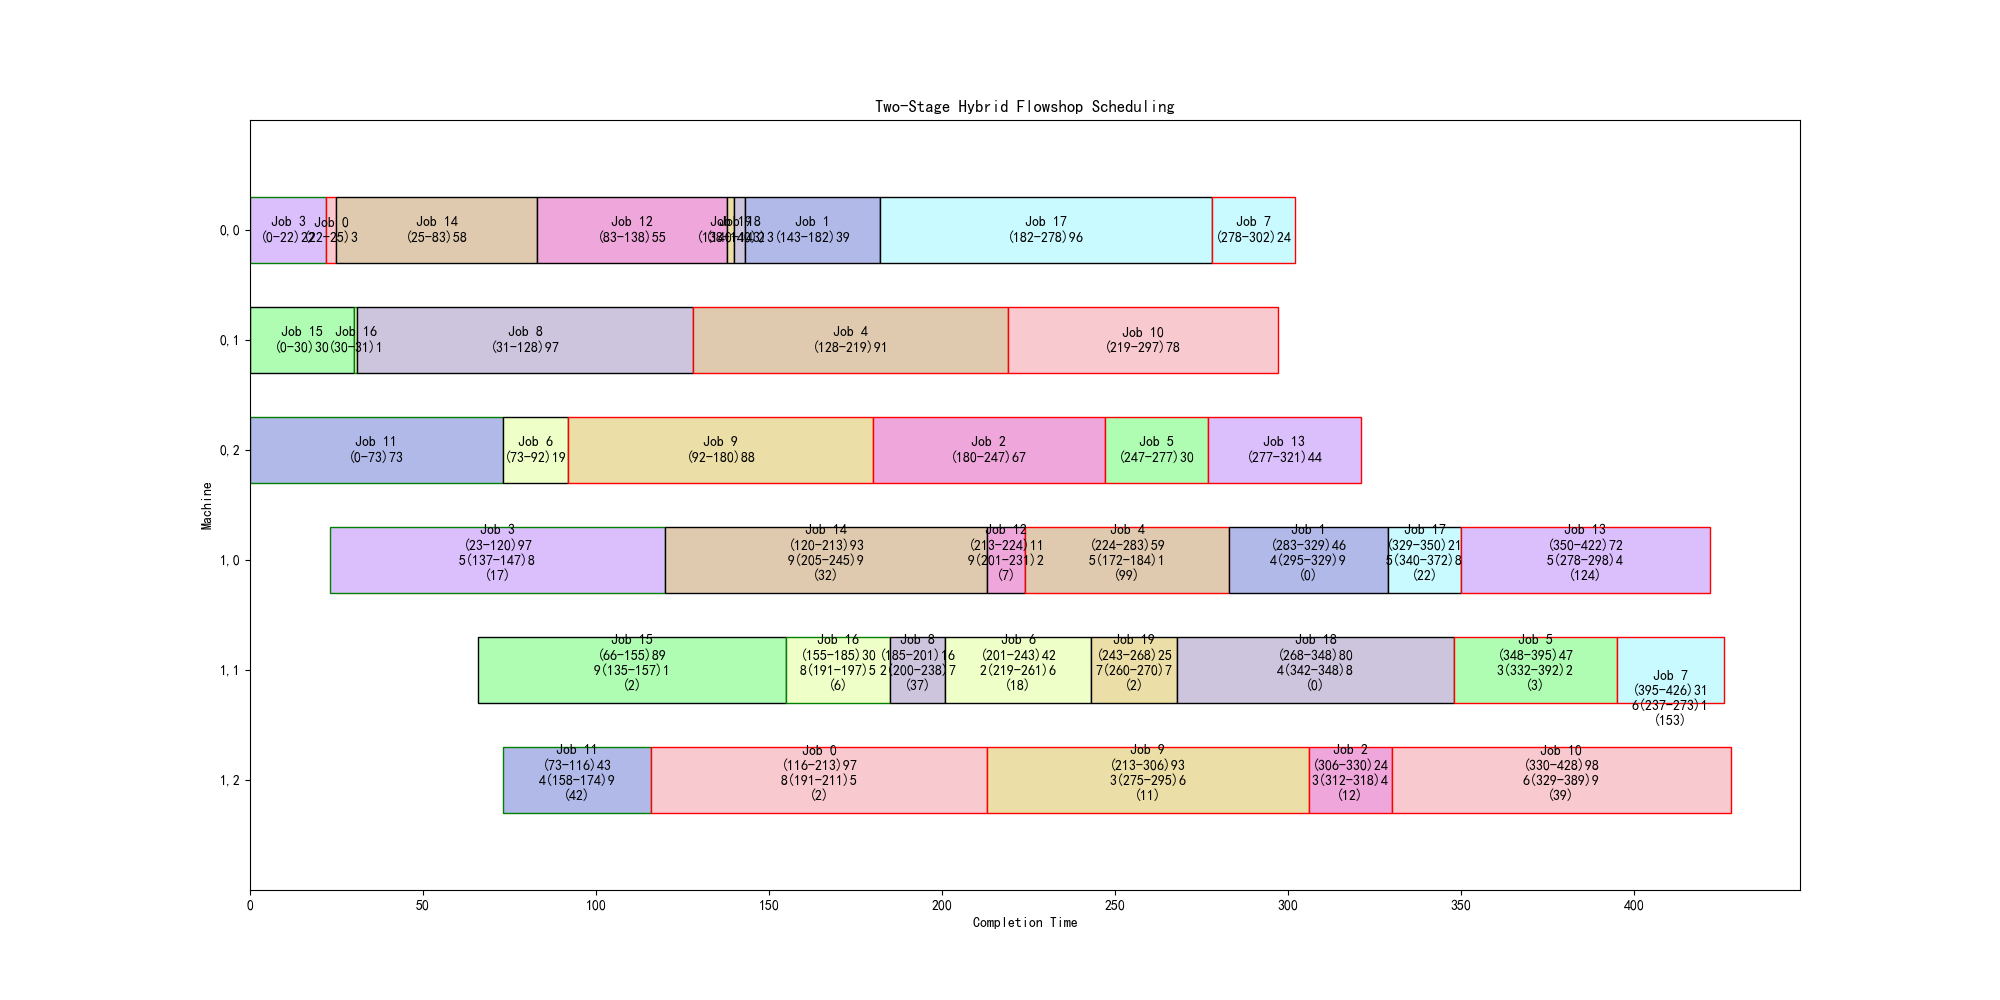 Two-Stage Hybrid Flowshop Scheduling
0,0
Job 3
(0-22)22
Job 0
(22-25)3
Job 14
(25-83)58
Job 12
(83-138)55
Job 19
Job 18
Job 1
(143-182)39
Job 17
(182-278)96
Job 7
(278-302)24
0,1
Job 15
(0-30)30
Job 16
(30-31)1
Job 8
(31-128)97
Job 4
(128-219)91
Job 10
(219-297)78
0,2
Job 11
(0-73)73
Job 6
(73-92)19
Job 9
(92-180)88
Job 2
(180-247)67
Job 5
(247-277)30
Job 13
(277-321)44
Machine
1,0
Job 3
(23-120)97
5(137-147)8
(17)
Job 14
(120-213)93
9(205-245)9
(32)
Job 12
(213-224)11
9(201-231)2
(7)
Job 4
(224-283)59
5(172-184)1
(99)
Job 1
(283-329)46
4(295-329)9
(0)
Job 17
(329-350)21
5(340-372)8
(22)
Job 13
(350-422)72
5(278-298)4
(124)
1,1
Job 15
(66-155)89
9(135-157)1
(2)
Job 16
(155-185)30
8(191-197)5
(6)
Job 8
(185-201)16
2(200-238)7
(37)
Job 6
(201-243)42
2(219-261)6
(18)
Job 19
(243-268)25
7(260-270)7
(2)
Job 18
(268-348)80
4(342-348)8
(0)
Job 5
(348-395)47
3(332-392)2
(3)
Job 7
(395-426)31
6(237-273)1
(153)
1,2
Job 11
(73-116)43
4(158-174)9
(42)
Job 0
(116-213)97
8(191-211)5
(2)
Job 9
(213-306)93
3(275-295)6
(11)
Job 2
(306-330)24
3(312-318)4
(12)
Job 10
(330-428)98
6(329-389)9
(39)
0 50 100 150 200 250 300 350 400
Completion Time